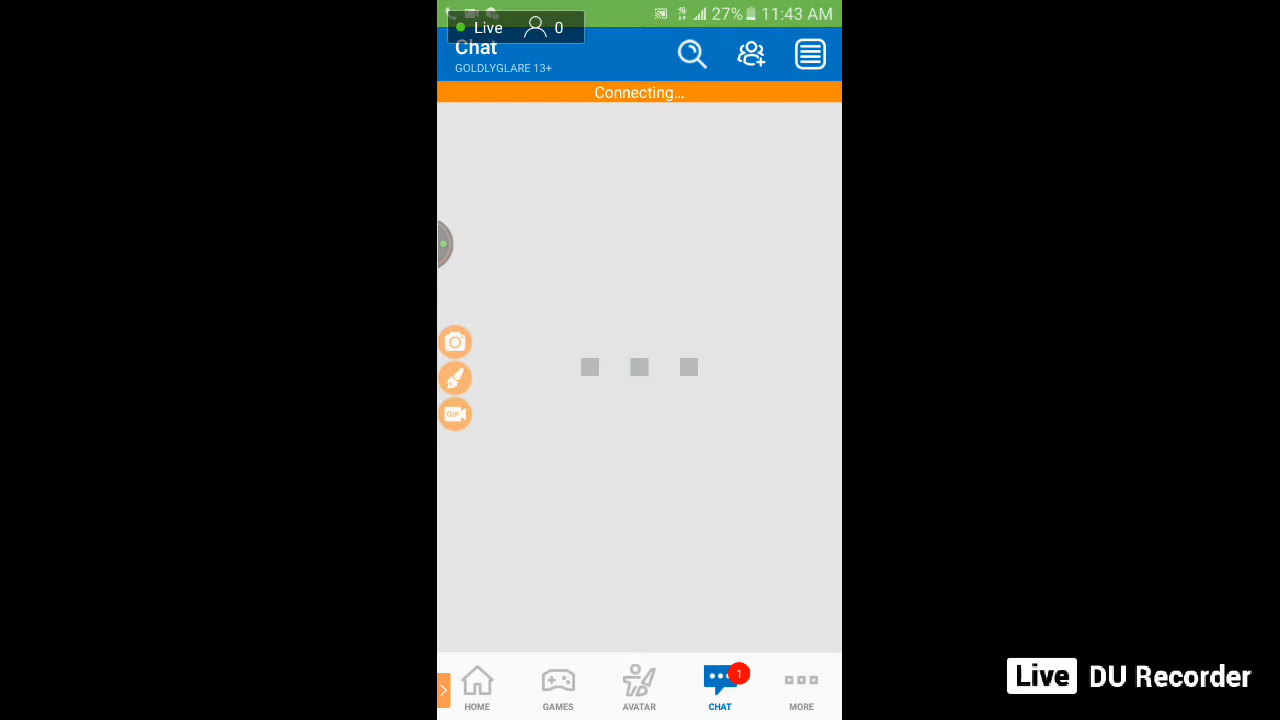 Live 0
27% 11:43 AM
Chat
GOLDLYGLARE 13+
Connecting...
GIF
1
HOME GAMES AVATAR CHAT MORE
Live DU Recorder